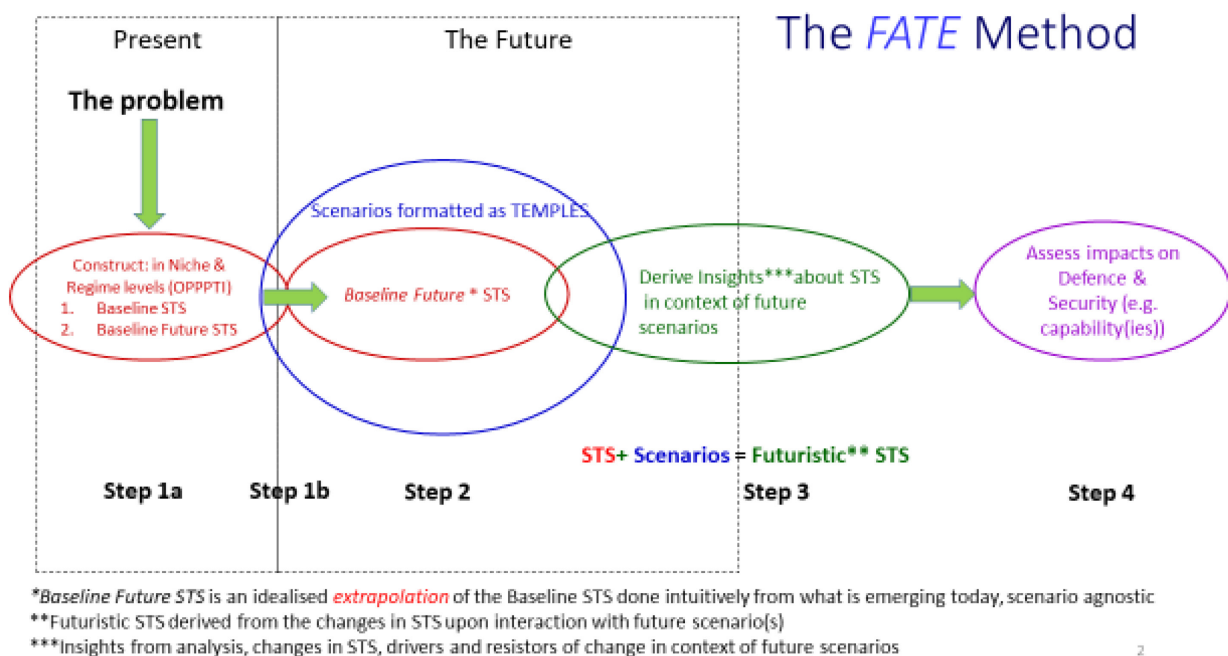 Present
The Future
The FATE Method
The problem
Scenarios formatted as TEMPLES
Construct: in Niche &
Regime levels (OPPPTI)
1. Baseline STS
2. Baseline Future STS
Baseline Future * STS
Derive Insights***about STS
in context of future
scenarios
Assess impacts on
Defence &
Security (e.g.
capability(ies))
STS+ Scenarios = Futuristic** STS
Step 1a
Step 1b
Step 2
Step 3
Step 4
*Baseline Future STS is an idealised extrapolation of the Baseline STS done intuitively from what is emerging today, scenario agnostic
**Futuristic STS derived from the changes in STS upon interaction with future scenario(s)
***Insights from analysis, changes in STS, drivers and resistors of change in context of future scenarios
2